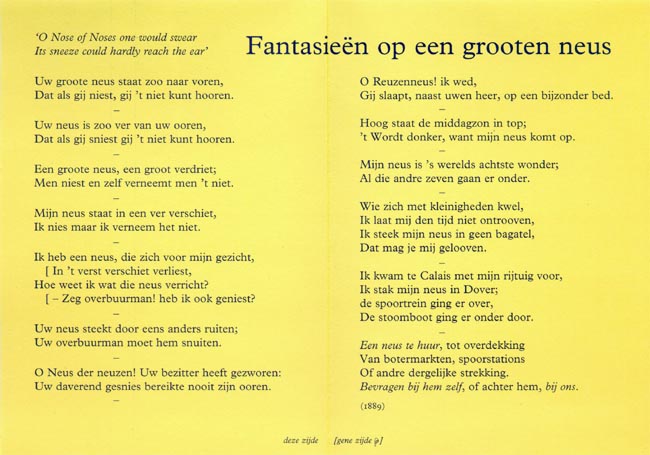 ‘O Nose of Noses one would swear
Its sneeze could hardly reach the ear’
Fantasieën op een grooten neus
Uw groote neus staat zoo naar voren,
Dat als gij niest, gij ’t niet kunt hooren.
–
Uw neus is zoo ver van uw ooren,
Dat als gij sniest gij ’t niet kunt hooren.
–
Een groote neus, een groot verdriet;
Men niest en zelf verneemt men ’t niet.
–
Mijn neus staat in een ver verschiet,
Ik nies maar ik verneem het niet.
–
Ik heb een neus, die zich voor mijn gezicht,
[ In ’t verst verschiet verliest,
Hoe weet ik wat die neus verricht?
[ – Zeg overbuurman! heb ik ook geniest?
–
Uw neus steekt door eens anders ruiten;
Uw overbuurman moet hem snuiten.
–
O Neus der neuzen! Uw bezitter heeft gezworen:
Uw daverend gesnies bereikte nooit zijn ooren.
–
O Reuzenneus! ik wed,
Gij slaapt, naast uwen heer, op een bijzonder bed.
–
Hoog staat de middagzon in top;
’t Wordt donker, want mijn neus komt op.
–
Mijn neus is ’s werelds achtste wonder;
Al die andre zeven gaan er onder.
–
Wie zich met kleinigheden kwel,
Ik laat mij den tijd niet ontrooven,
Ik steek mijn neus in geen bagatel,
Dat mag je mij gelooven.
–
Ik kwam te Calais met mijn rijtuig voor,
Ik stak mijn neus in Dover;
de spoortrein ging er over,
De stoomboot ging er onder door.
–
Een neus te huur, tot overdekking
Van botermarkten, spoorstations
Of andre dergelijke strekking.
Bevragen bij hem zelf, of achter hem, bij ons.
(1889)
deze zijde [gene zijde ]